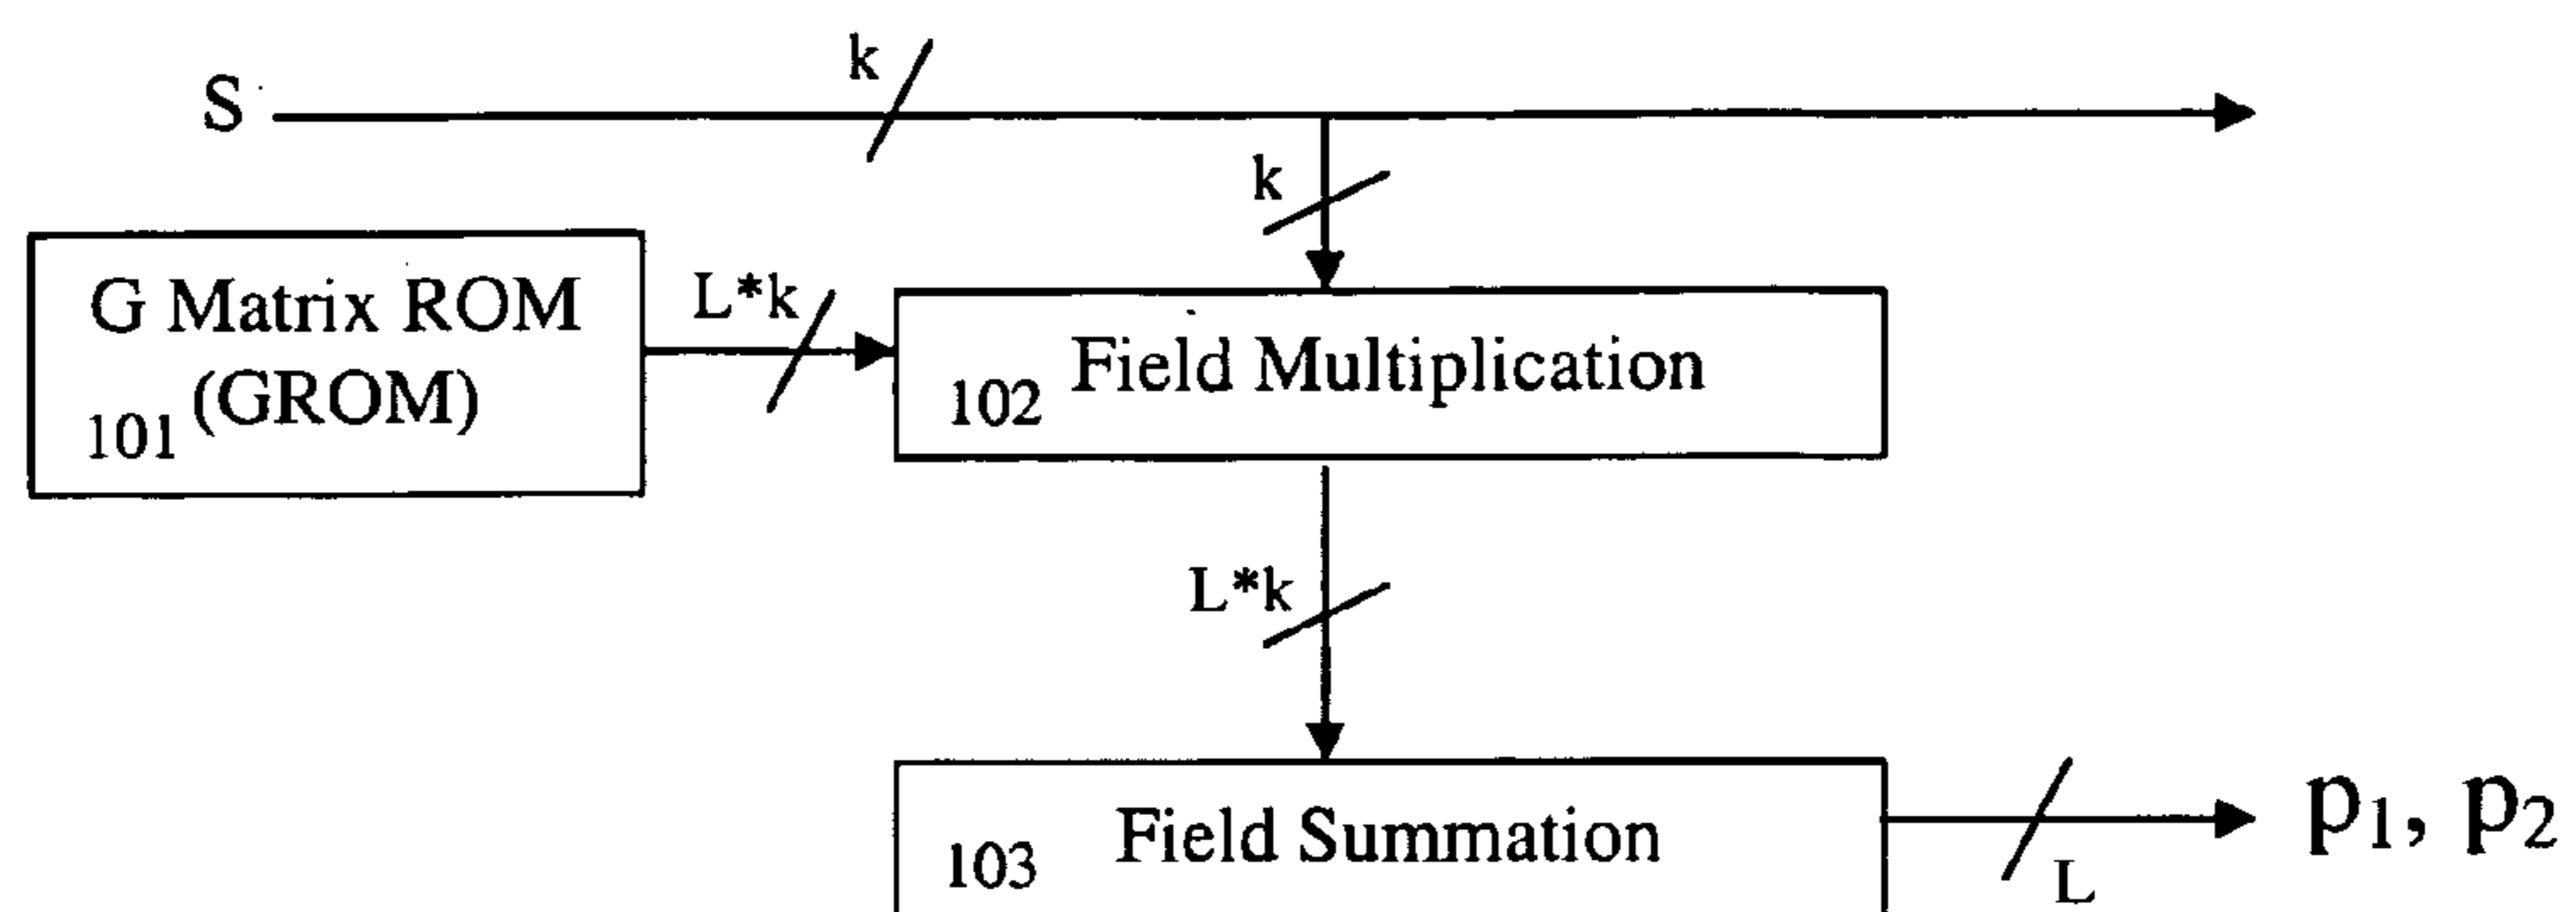 k
S
k
G Matrix ROM
(GROM)
101
L*k
Field Multiplication
102
L*k
Field Summation
103
L
p₁, p₂